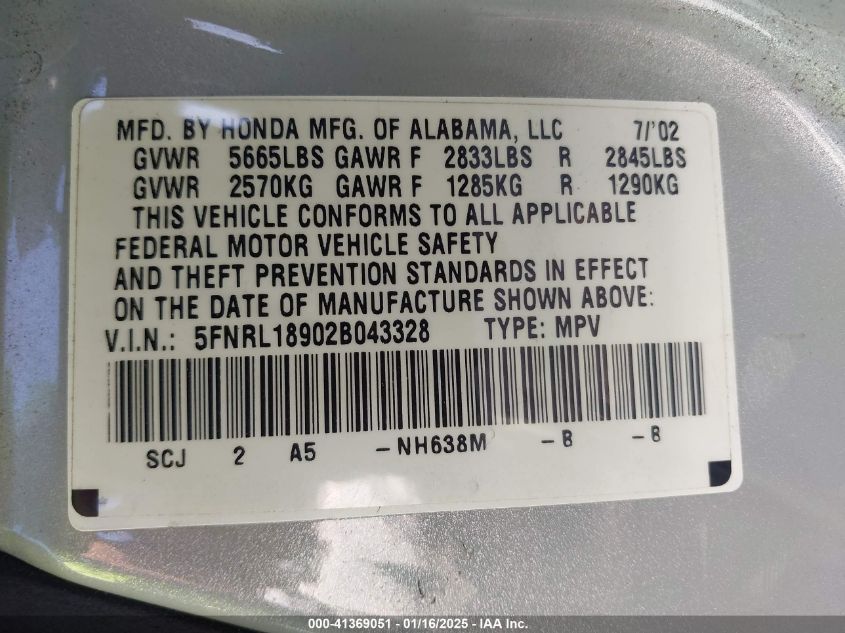 MFD. BY HONDA MFG. OF ALABAMA, LLC 7/'02
GVWR 5665LBS GAWR F 2833LBS R 2845LBS
GVWR 2570KG GAWR F 1285KG R 1290KG
THIS VEHICLE CONFORMS TO ALL APPLICABLE
FEDERAL MOTOR VEHICLE SAFETY
AND THEFT PREVENTION STANDARDS IN EFFECT
ON THE DATE OF MANUFACTURE SHOWN ABOVE:
V.I.N.: 5FNRL18902B043328 TYPE: MPV
SCJ 2 A5 -NH638M -B -B
000-41369051 - 01/16/2025 - IAA Inc.